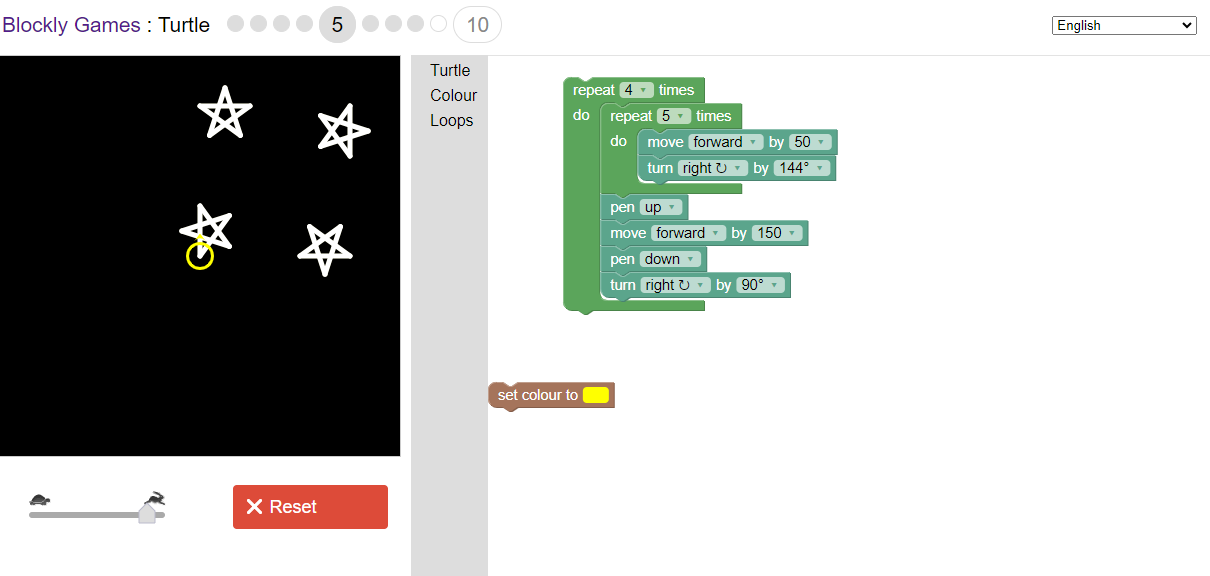 Blockly Games : Turtle 5 10 English
Turtle
Colour
Loops
repeat 4 times
do repeat 5 times
do move forward by 50
turn right ↻ by 144°
pen up
move forward by 150
pen down
turn right ↻ by 90°
set colour to
Reset